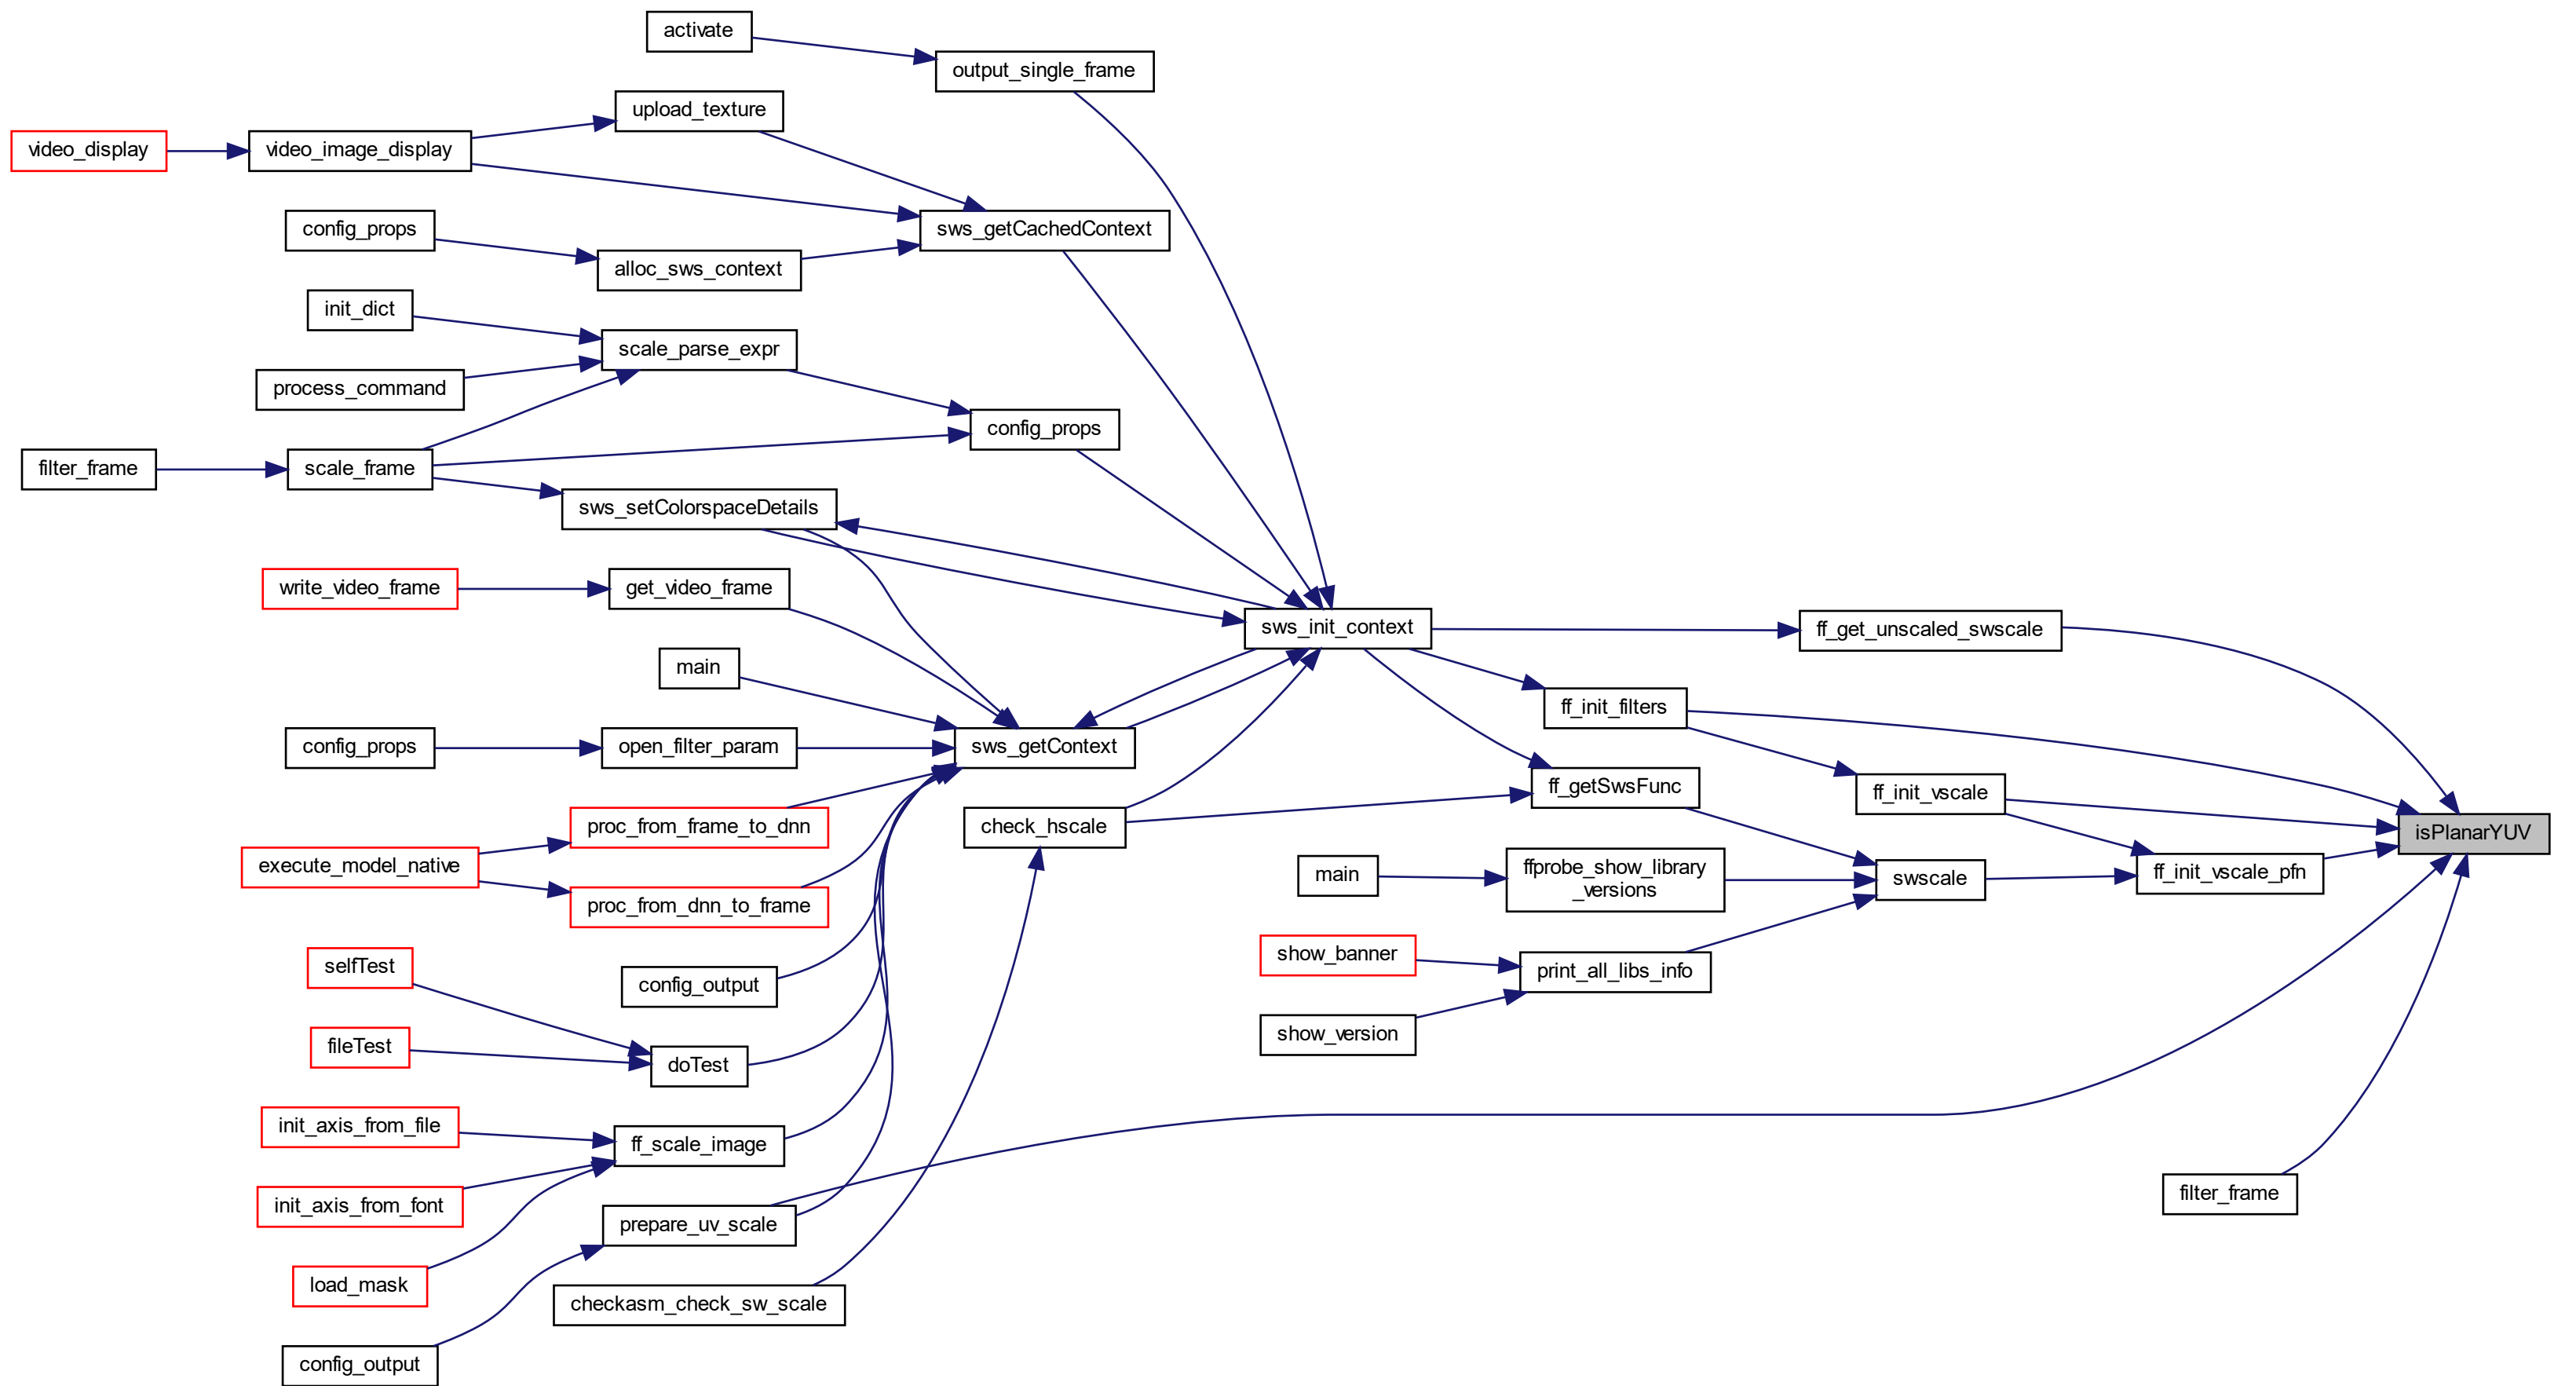 activate
output_single_frame
upload_texture
video_display
video_image_display
config_props
sws_getCachedContext
alloc_sws_context
init_dict
scale_parse_expr
process_command
config_props
filter_frame
scale_frame
sws_setColorspaceDetails
write_video_frame
get_video_frame
sws_init_context
ff_get_unscaled_swscale
main
ff_init_filters
config_props
open_filter_param
sws_getContext
ff_getSwsFunc
ff_init_vscale
proc_from_frame_to_dnn
check_hscale
isPlanarYUV
execute_model_native
main
ffprobe_show_library
_versions
swscale
ff_init_vscale_pfn
proc_from_dnn_to_frame
selfTest
config_output
show_banner
print_all_libs_info
fileTest
doTest
show_version
init_axis_from_file
ff_scale_image
init_axis_from_font
prepare_uv_scale
filter_frame
load_mask
checkasm_check_sw_scale
config_output